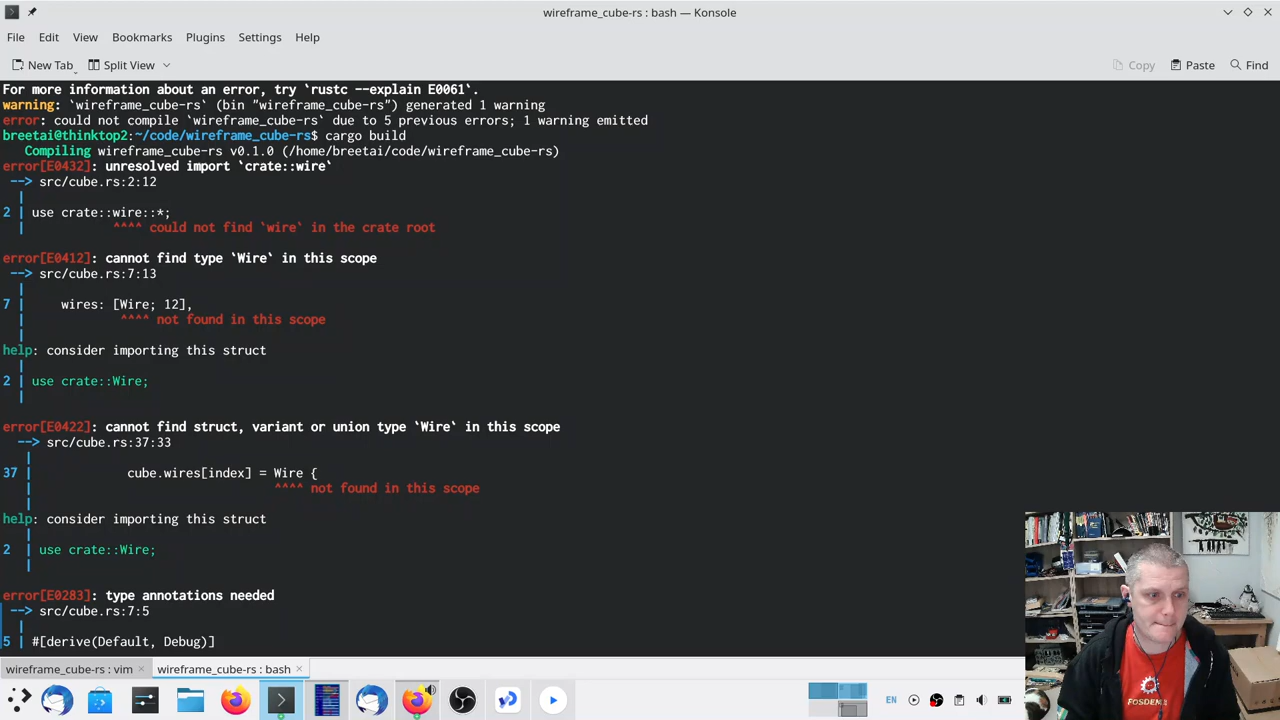 wireframe_cube-rs : bash — Konsole
File Edit View Bookmarks Plugins Settings Help
New Tab Split View Copy Paste Find
For more information about an error, try `rustc --explain E0061`.
warning: `wireframe_cube-rs` (bin "wireframe_cube-rs") generated 1 warning
error: could not compile `wireframe_cube-rs` due to 5 previous errors; 1 warning emitted
breetai@thinktop2:~/code/wireframe_cube-rs$ cargo build
Compiling wireframe_cube-rs v0.1.0 (/home/breetai/code/wireframe_cube-rs)
error[E0432]: unresolved import `crate::wire`
--> src/cube.rs:2:12
|
2 | use crate::wire::*;
| ^^^^ could not find `wire` in the crate root
error[E0412]: cannot find type `Wire` in this scope
--> src/cube.rs:7:13
|
7 | wires: [Wire; 12],
| ^^^^ not found in this scope
|
help: consider importing this struct
|
2 | use crate::Wire;
|
error[E0422]: cannot find struct, variant or union type `Wire` in this scope
--> src/cube.rs:37:33
|
37 | cube.wires[index] = Wire {
| ^^^^ not found in this scope
|
help: consider importing this struct
|
2 | use crate::Wire;
|
error[E0283]: type annotations needed
--> src/cube.rs:7:5
|
5 | #[derive(Default, Debug)]
wireframe_cube-rs : vim wireframe_cube-rs : bash
EN
FOSDEM